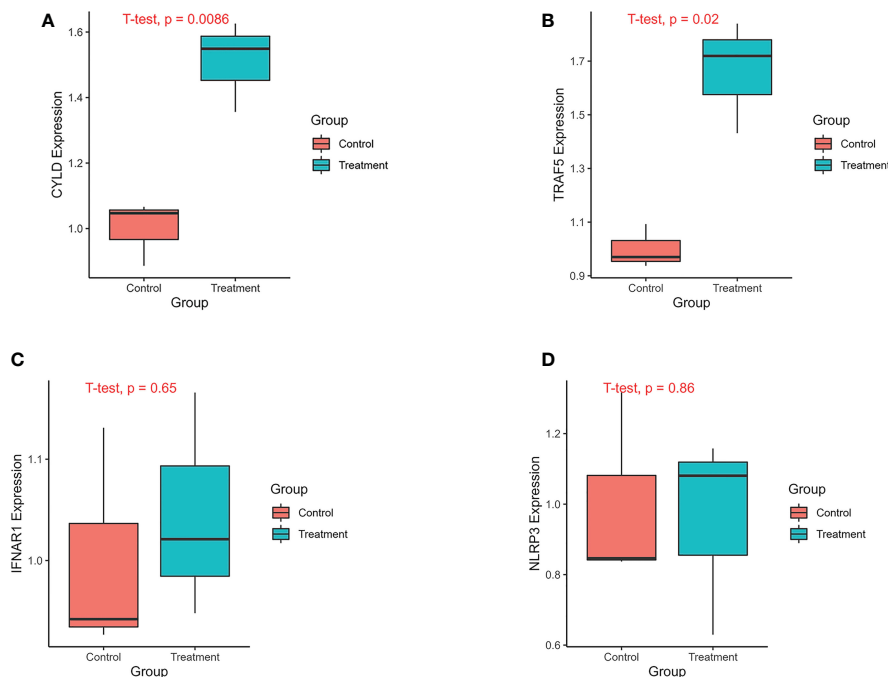 A
T-test, p = 0.0086
1.6
1.4
1.2
1.0
CYLD Expression
Control
Treatment
Group
Group
Control
Treatment
B
T-test, p = 0.02
1.7
1.5
1.3
1.1
0.9
TRAF5 Expression
Control
Treatment
Group
Group
Control
Treatment
C
T-test, p = 0.65
1.1
1.0
IFNAR1 Expression
Control
Treatment
Group
Group
Control
Treatment
D
T-test, p = 0.86
1.2
1.0
0.8
0.6
NLRP3 Expression
Control
Treatment
Group
Group
Control
Treatment